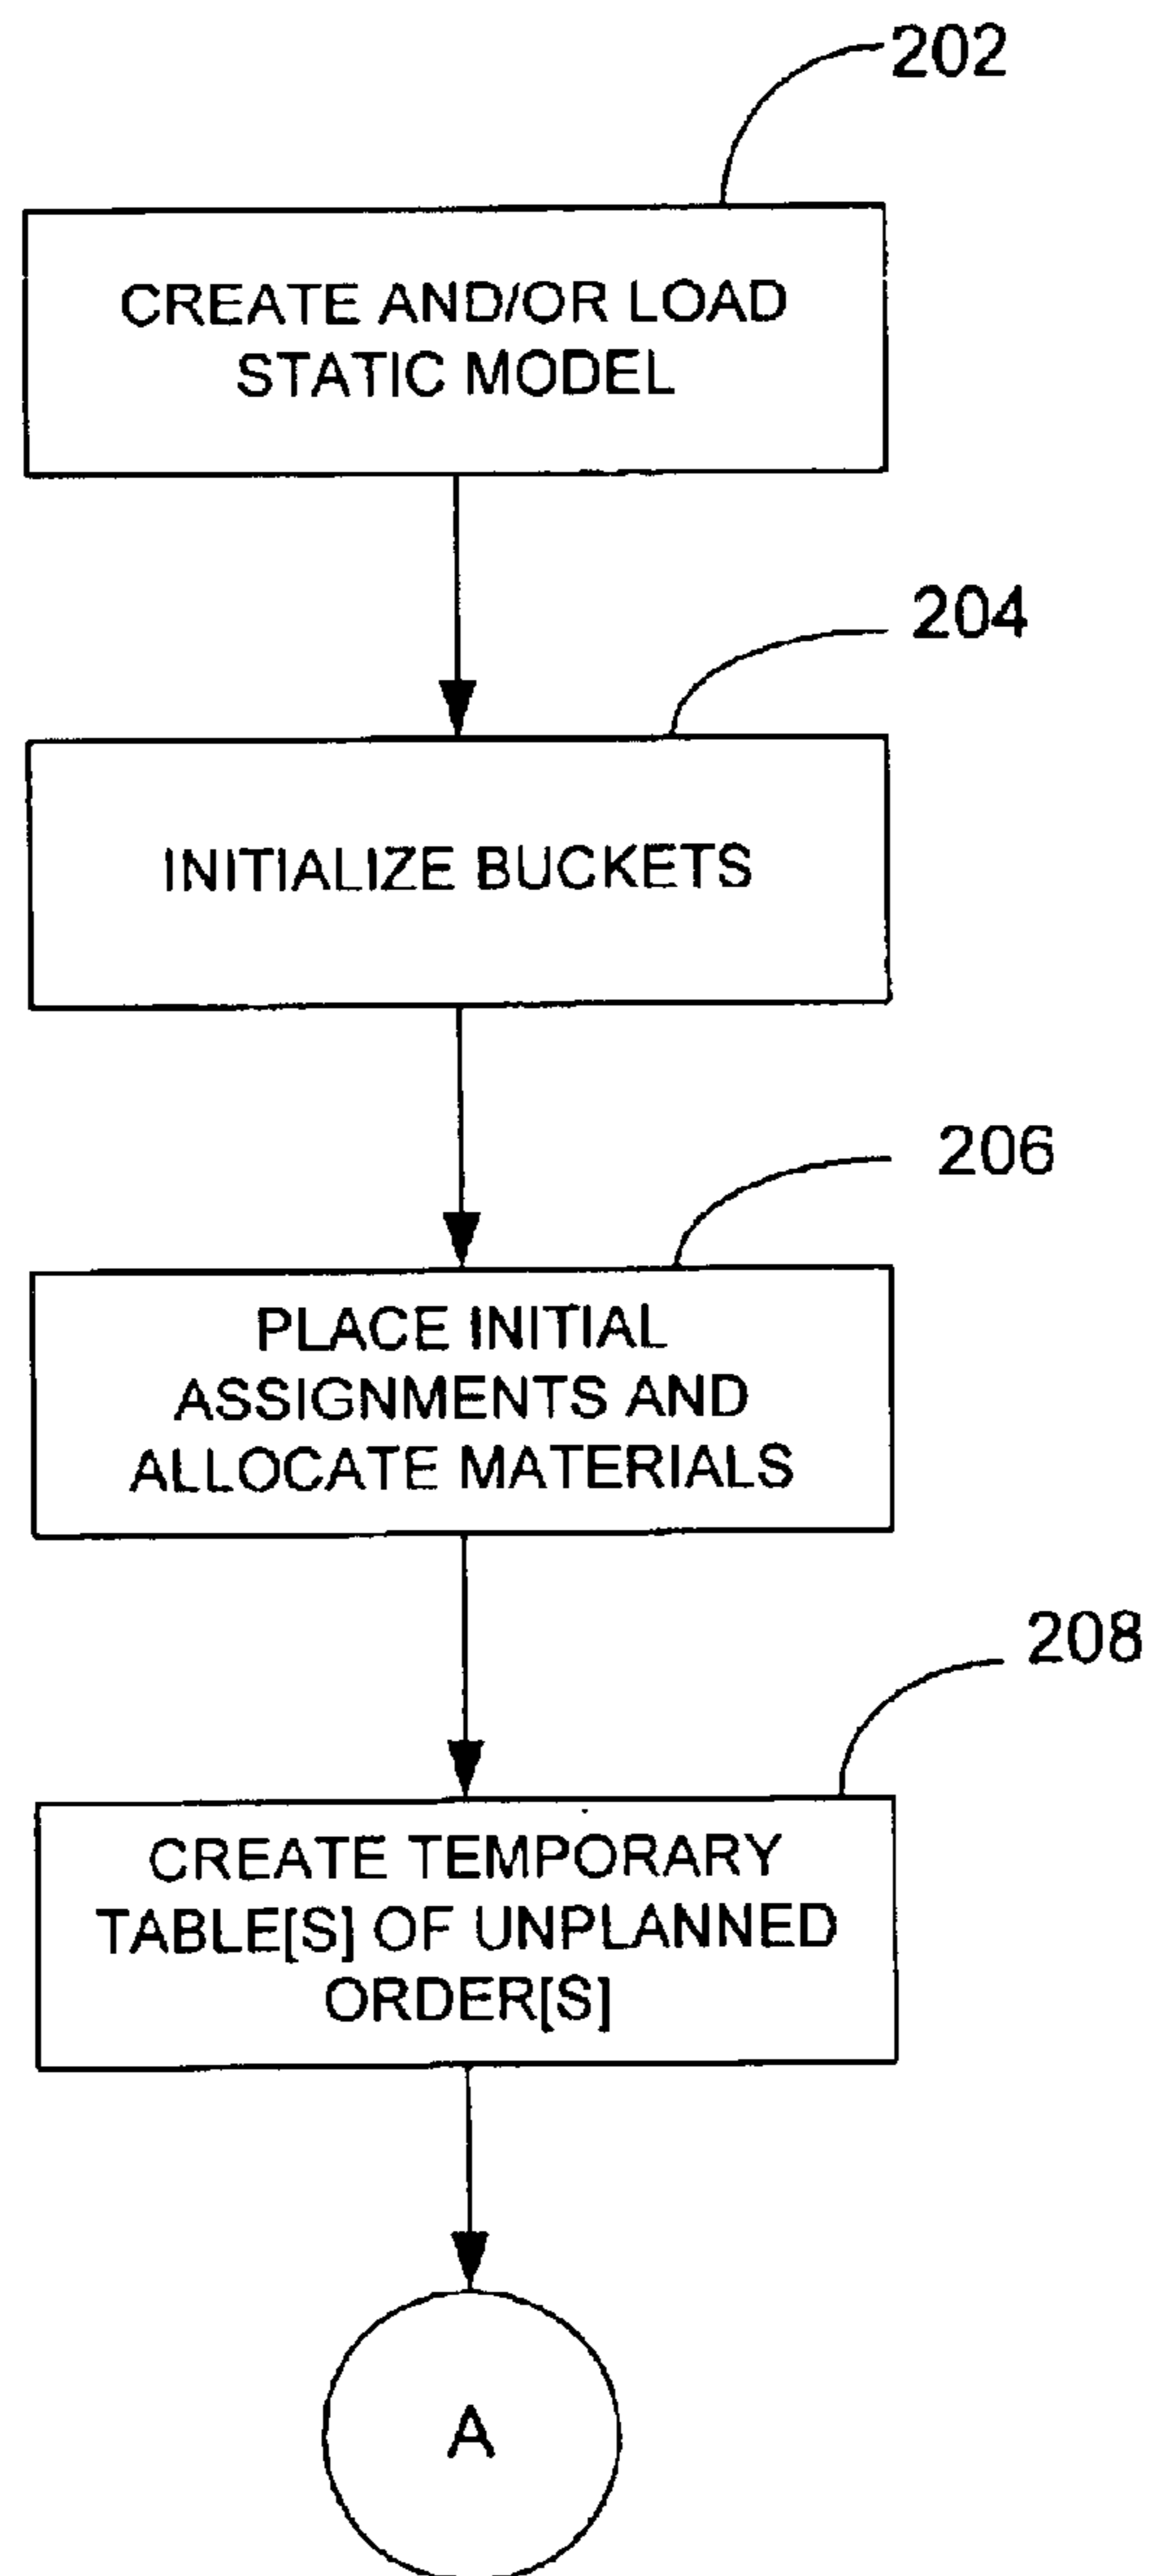 202
CREATE AND/OR LOAD
STATIC MODEL
204
INITIALIZE BUCKETS
206
PLACE INITIAL
ASSIGNMENTS AND
ALLOCATE MATERIALS
208
CREATE TEMPORARY
TABLE[S] OF UNPLANNED
ORDER[S]
A